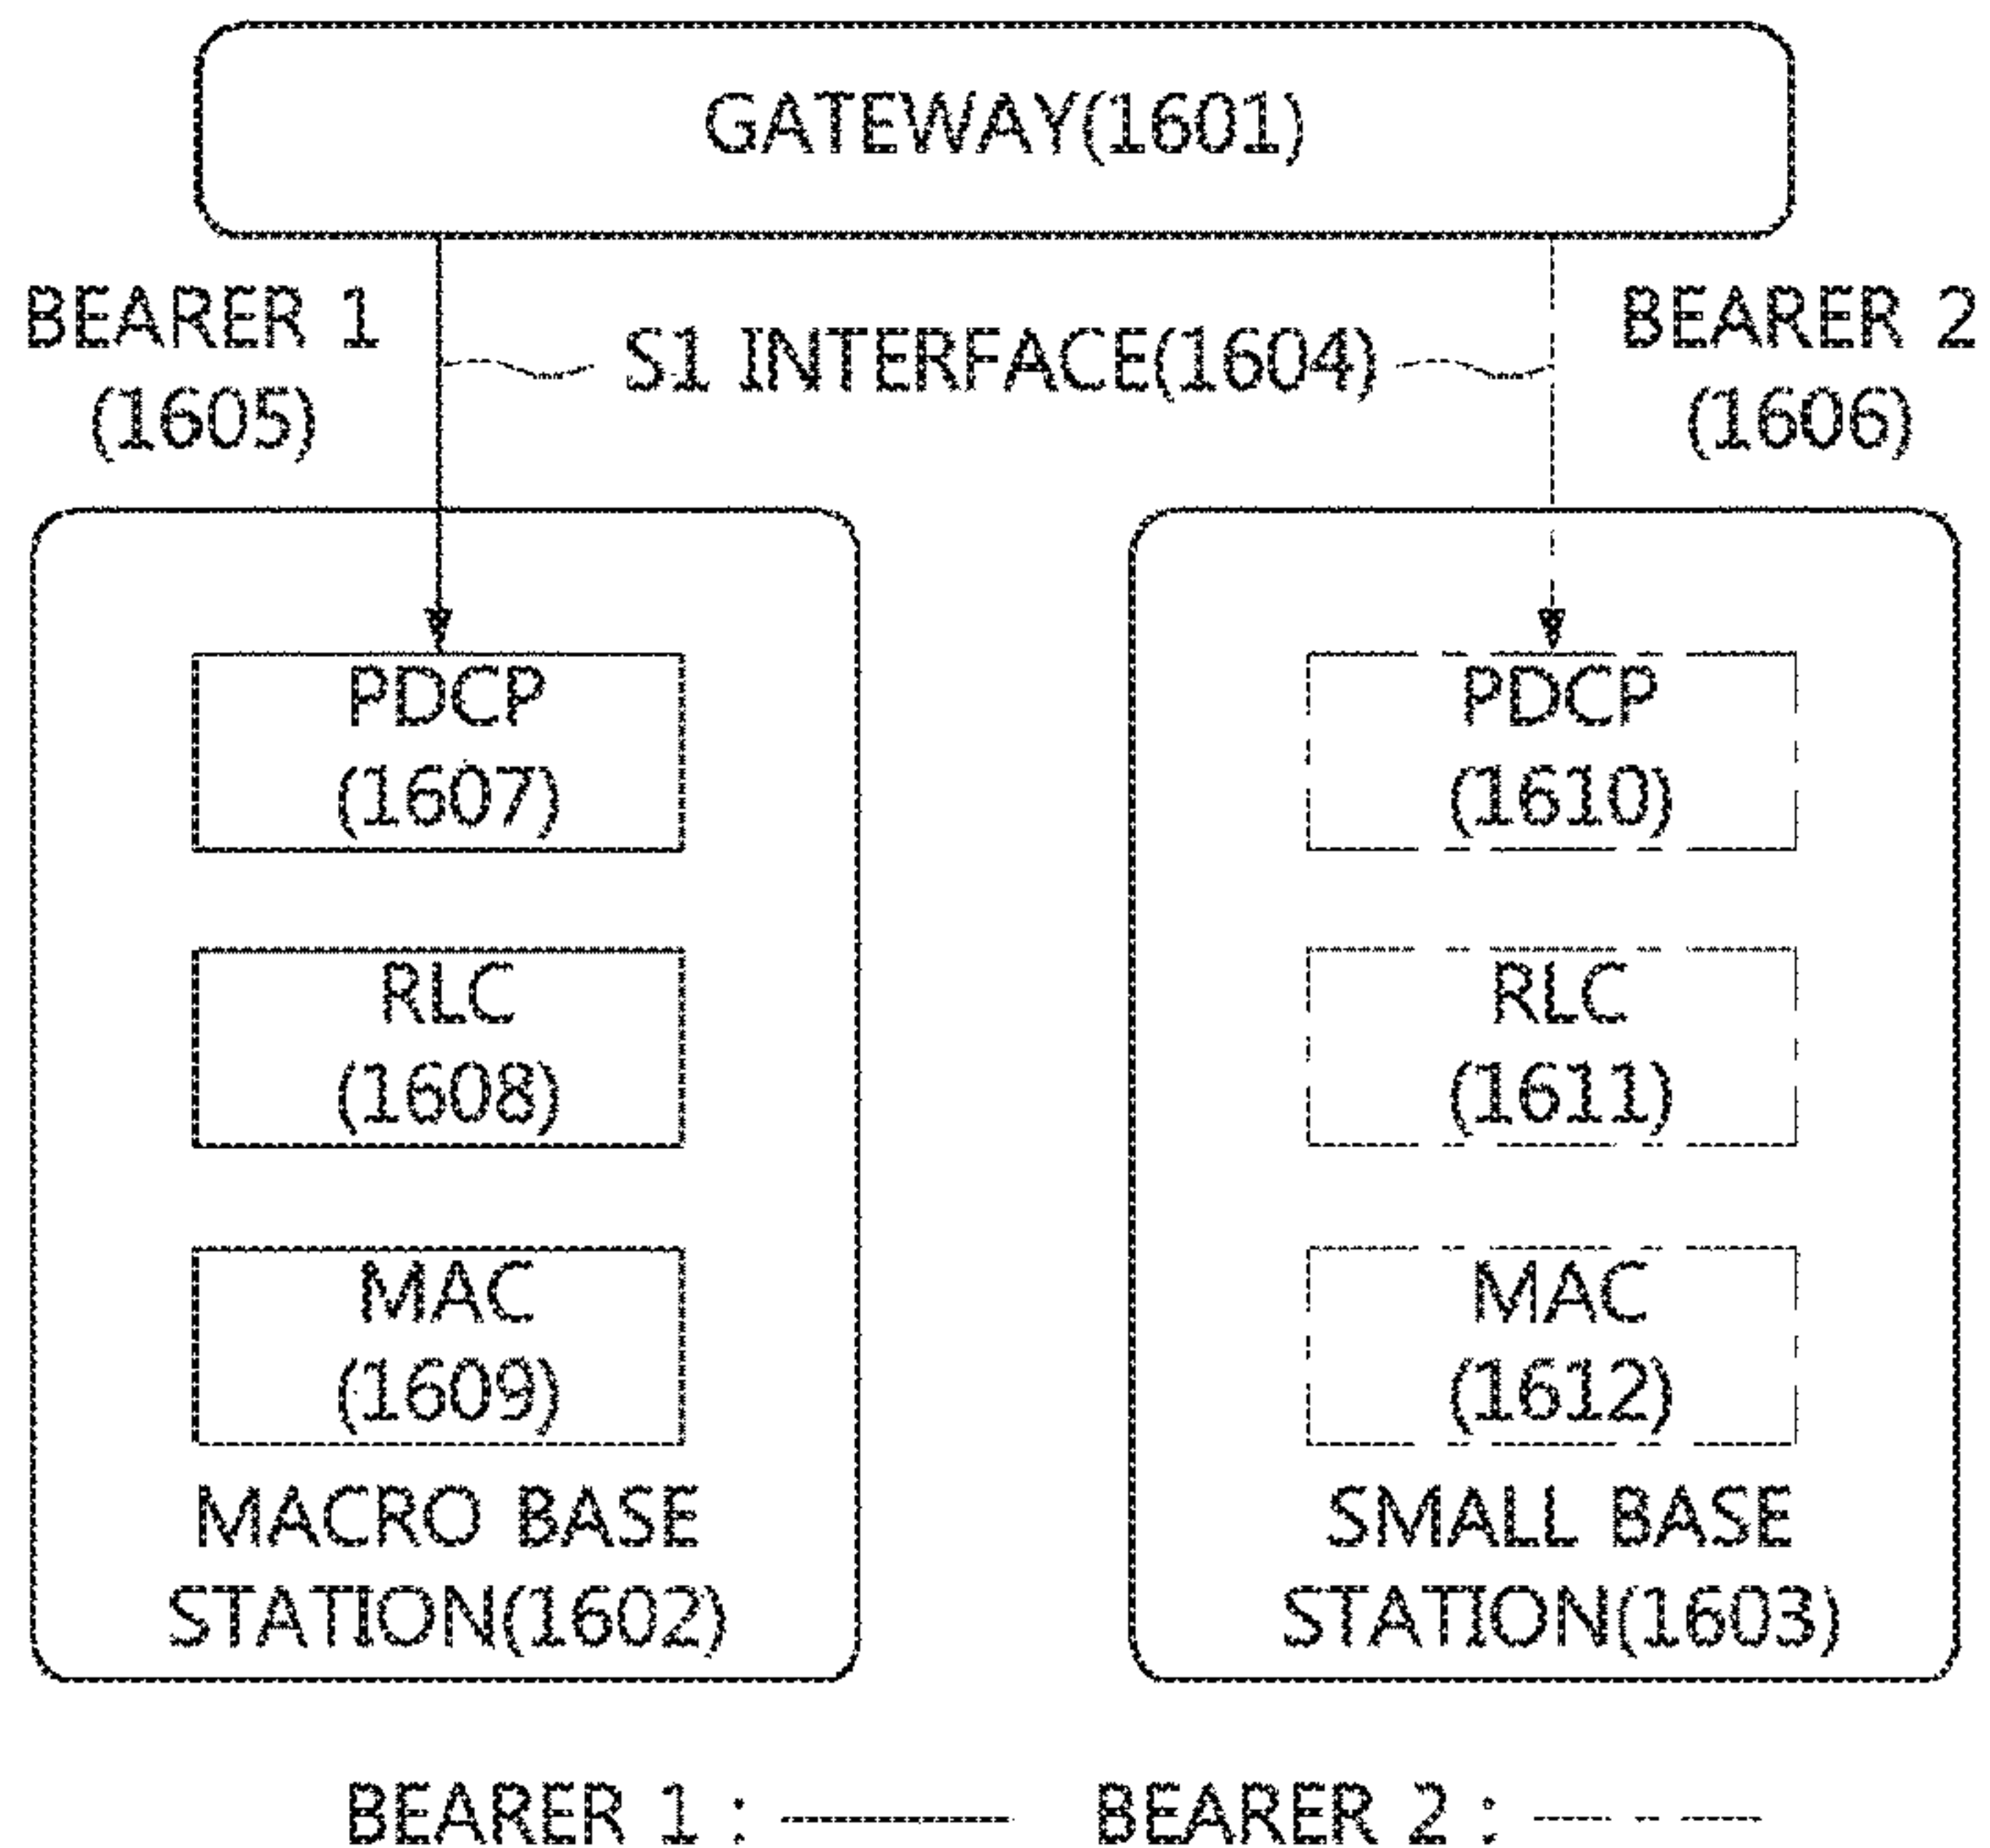 GATEWAY(1601)
BEARER 1
(1605)
S1 INTERFACE(1604)
BEARER 2
(1606)
PDCP
(1607)
RLC
(1608)
MAC
(1609)
MACRO BASE
STATION(1602)
PDCP
(1610)
RLC
(1611)
MAC
(1612)
SMALL BASE
STATION(1603)
BEARER 1 :
BEARER 2 :